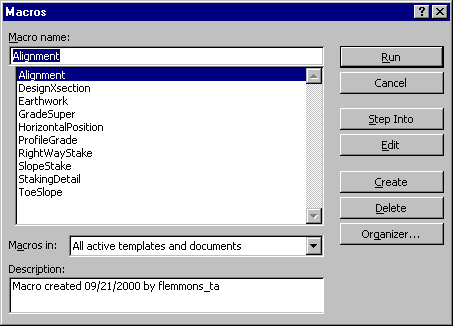 Macros
Macro name:
Alignment
Run
Alignment
DesignXsection
Earthwork
GradeSuper
HorizontalPosition
ProfileGrade
RightWayStake
SlopeStake
StakingDetail
ToeSlope
Cancel
Step Into
Edit
Create
Delete
Organizer...
Macros in:
All active templates and documents
Description:
Macro created 09/21/2000 by flemmons_ta